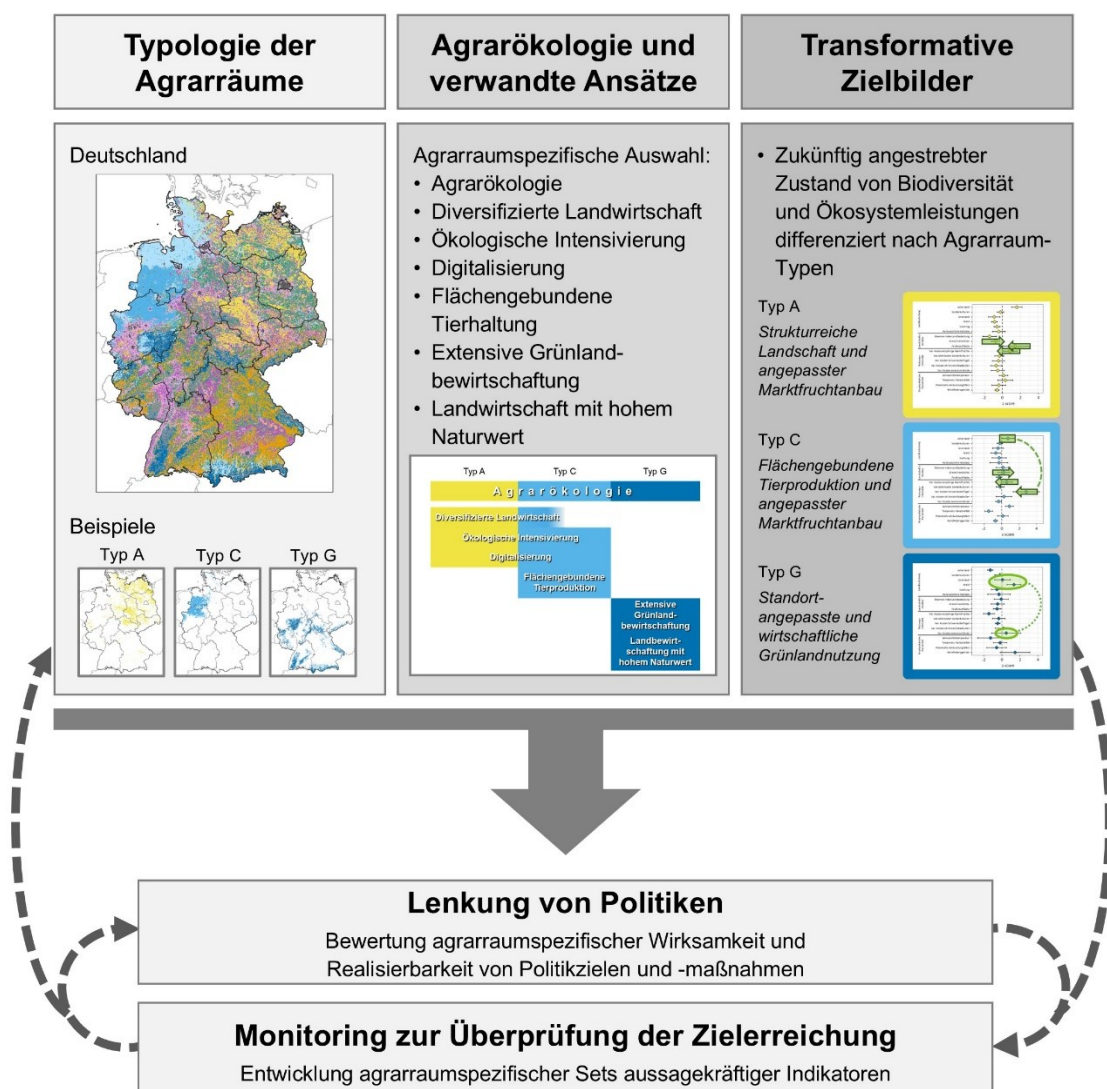 Typologie der
Agrarräume
Agrarökologie und
verwandte Ansätze
Transformative
Zielbilder
Deutschland
Beispiele
Typ A
Typ C
Typ G
Agrarraumspezifische Auswahl:
• Agrarökologie
• Diversifizierte Landwirtschaft
• Ökologische Intensivierung
• Digitalisierung
• Flächengebundene
Tierhaltung
• Extensive Grünland-
bewirtschaftung
• Landwirtschaft mit hohem
Naturwert
Typ A
Typ C
Typ G
Agrarökologie
Diversifizierte Landwirtschaft
Ökologische Intensivierung
Digitalisierung
Flächengebundene
Tierproduktion
Extensive
Grünland-
bewirtschaftung
Landbewirt-
schaftung mit
hohem Naturwert
• Zukünftig angestrebter
Zustand von Biodiversität
und Ökosystemleistungen
differenziert nach Agrarraum-
Typen
Typ A
Strukturreiche
Landschaft und
angepasster
Marktfruchtanbau
Typ C
Flächengebundene
Tierproduktion und
angepasster
Marktfruchtanbau
Typ G
Standort-
angepasste und
wirtschaftliche
Grünlandnutzung
Lenkung von Politiken
Bewertung agrarraumspezifischer Wirksamkeit und
Realisierbarkeit von Politikzielen und -maßnahmen
Monitoring zur Überprüfung der Zielerreichung
Entwicklung agrarraumspezifischer Sets aussagekräftiger Indikatoren